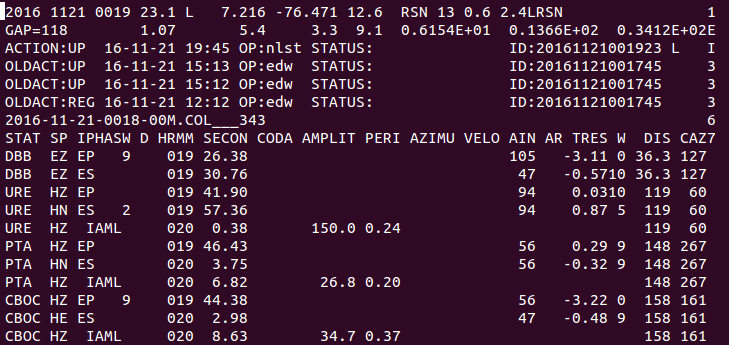 2016 1121 0019 23.1 L   7.216 -76.471 12.6  RSN 13 0.6 2.4LRSN                1
GAP=118        1.07       5.4     3.3  9.1  0.6154E+01  0.1366E+02  0.3412E+02E
ACTION:UP  16-11-21 19:45 OP:nlst STATUS:               ID:20161121001923 L   I
OLDACT:UP  16-11-21 15:13 OP:edw  STATUS:               ID:20161121001745     3
OLDACT:UP  16-11-21 15:12 OP:edw  STATUS:               ID:20161121001745     3
OLDACT:REG 16-11-21 12:12 OP:edw  STATUS:               ID:20161121001745     3
2016-11-21-0018-00M.COL___343                                                 6
STAT SP IPHASW D HRMM SECON CODA AMPLIT PERI AZIMU VELO AIN AR TRES W  DIS CAZ7
DBB  EZ EP   9    019 26.38                             105   -3.11 0 36.3 127
DBB  EZ ES        019 30.76                              47   -0.5710 36.3 127
URE  HZ EP        019 41.90                              94    0.0310  119  60
URE  HN ES   2    019 57.36                              94    0.87 5  119  60
URE  HZ  IAML     020  0.38       150.0 0.24                           119  60
PTA  HZ EP        019 46.43                              56    0.29 9  148 267
PTA  HN ES        020  3.75                              56   -0.32 9  148 267
PTA  HZ  IAML     020  6.82        26.8 0.20                           148 267
CBOC HZ EP   9    019 44.38                              56   -3.22 0  158 161
CBOC HE ES        020  2.98                              47   -0.48 9  158 161
CBOC HZ  IAML     020  8.63        34.7 0.37                           158 161